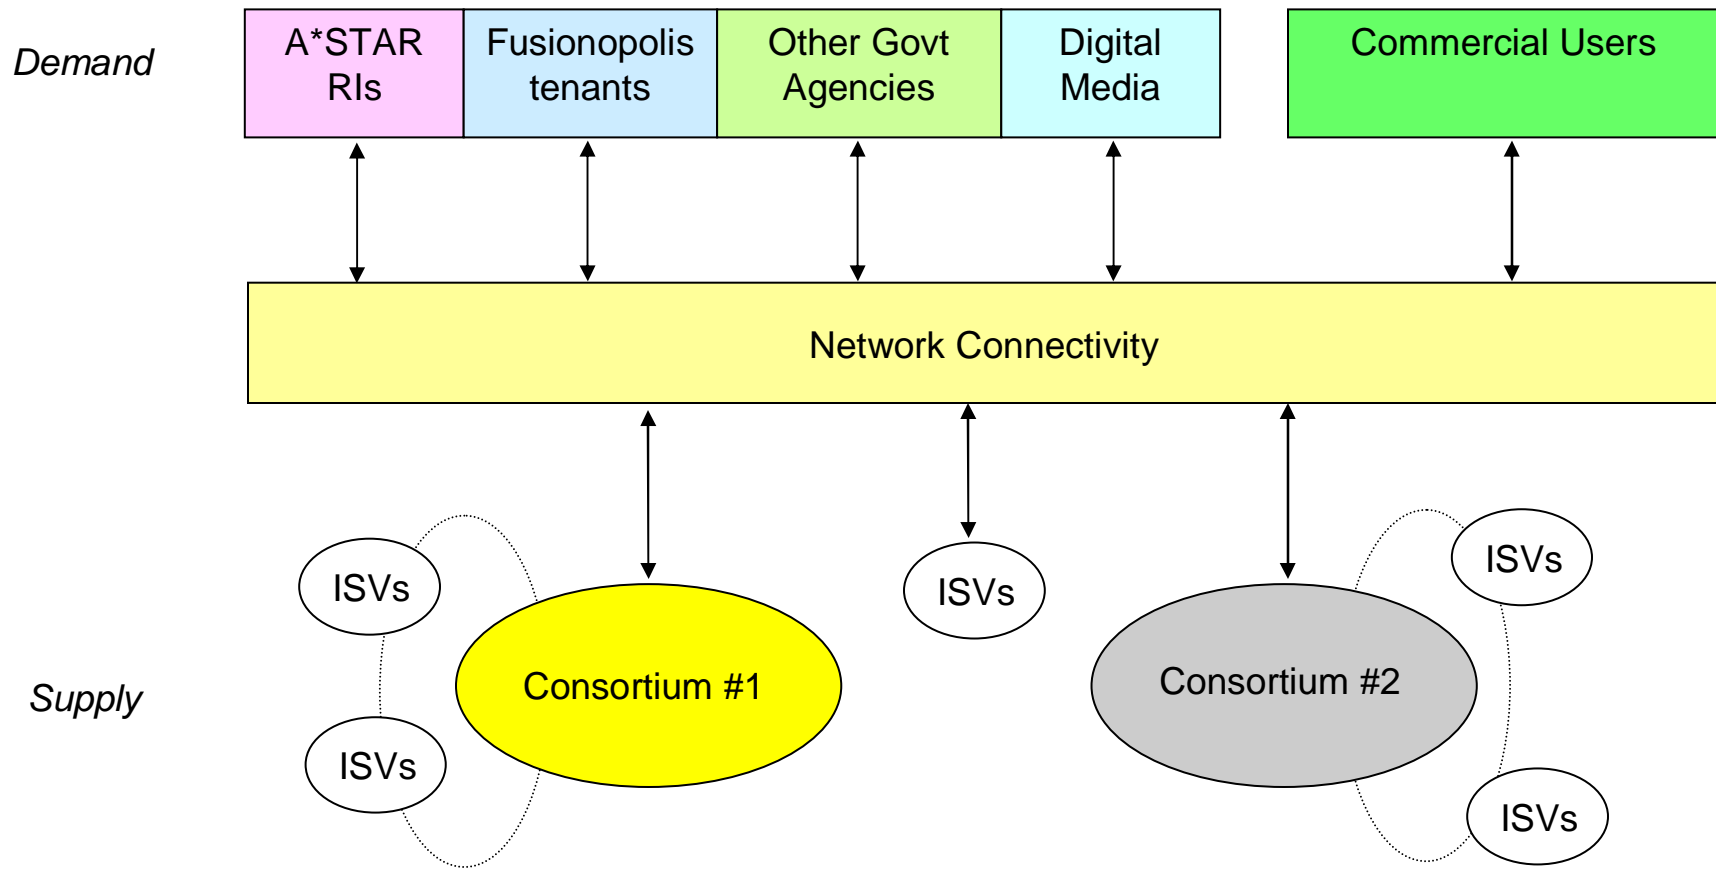 Demand
A*STAR
RIs
Fusionopolis
tenants
Other Govt
Agencies
Digital
Media
Commercial Users
Network Connectivity
ISVs
ISVs
ISVs
Consortium #1
Consortium #2
Supply
ISVs
ISVs